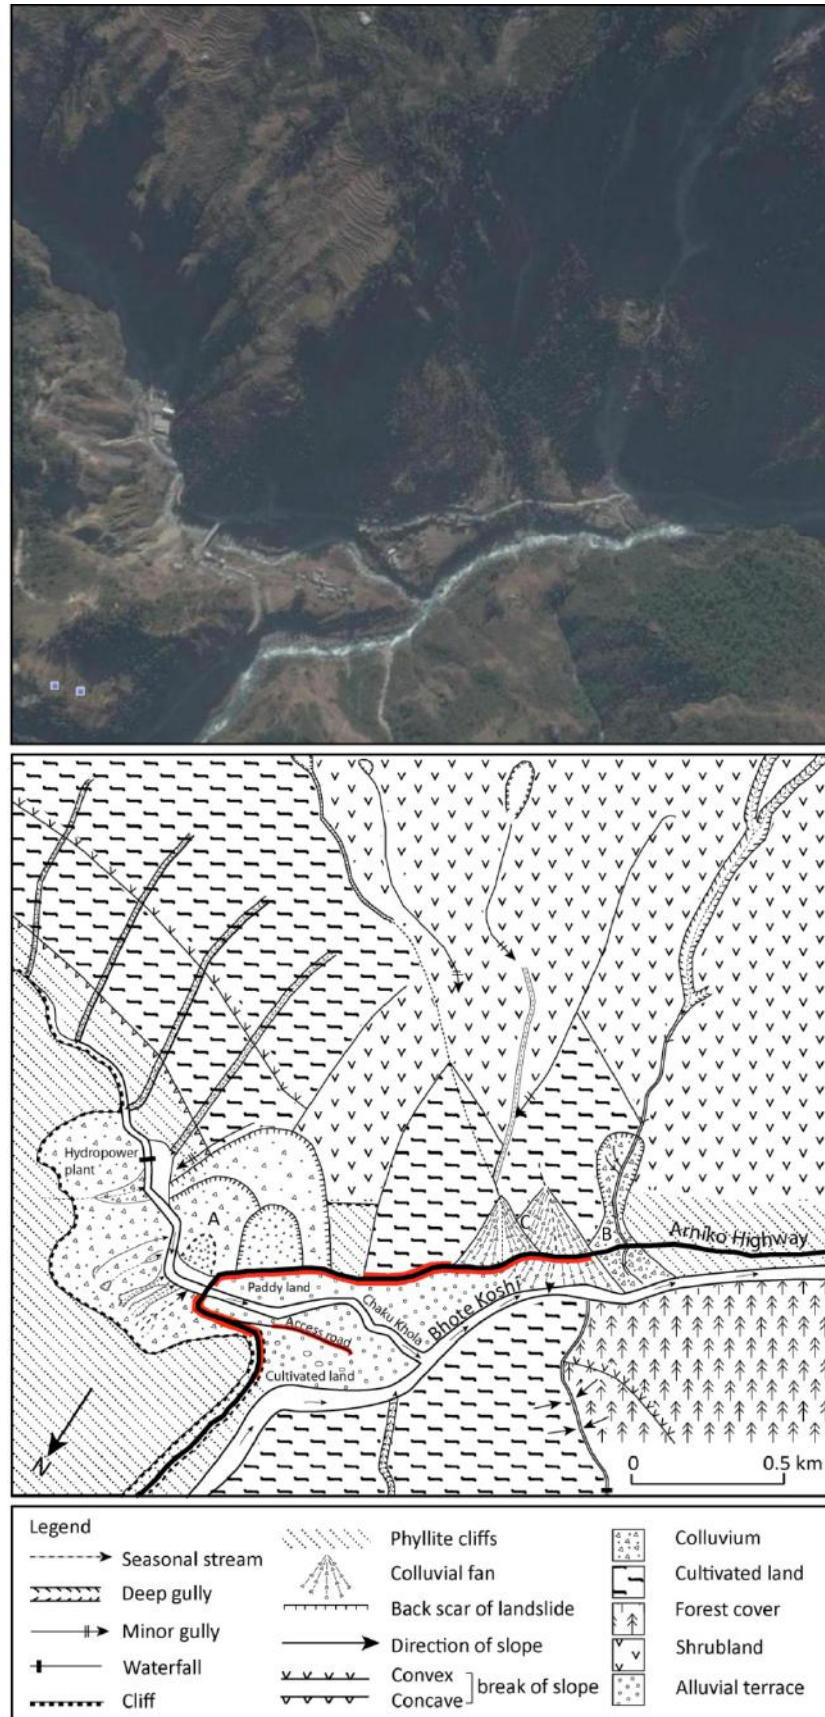 Hydropower
plant
A
C
B
Arniko Highway
Paddy land
Chaku Khola
Bhote Koshi
Access road
Cultivated land
N
0
0.5 km
Legend
Seasonal stream
Deep gully
Minor gully
Waterfall
Cliff
Phyllite cliffs
Colluvial fan
Back scar of landslide
Direction of slope
Convex
Concave
break of slope
Colluvium
Cultivated land
Forest cover
Shrubland
Alluvial terrace